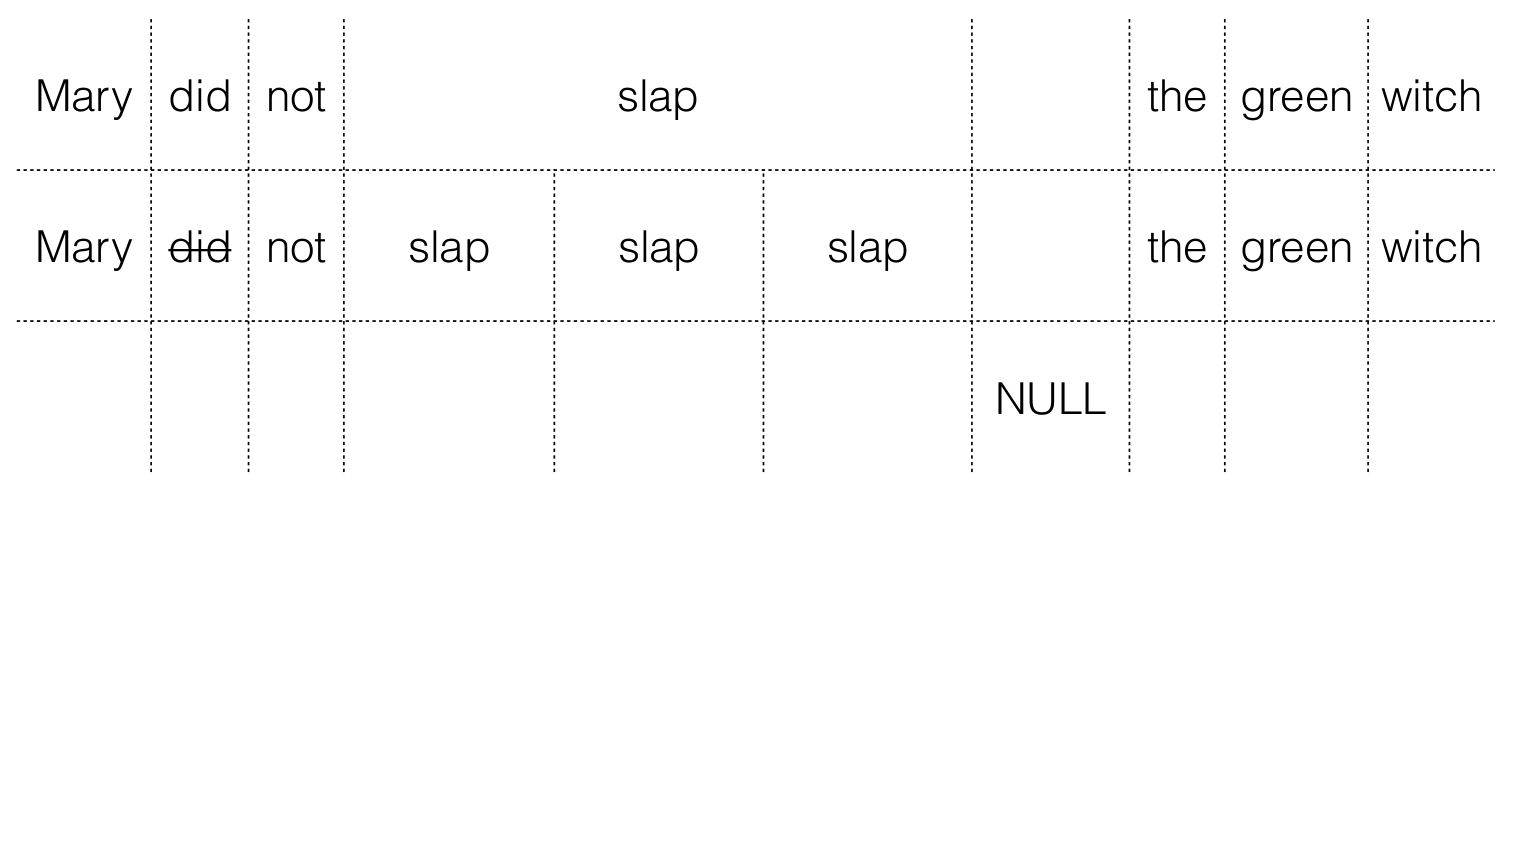 Mary did not slap the green witch
Mary did not slap slap slap the green witch
NULL